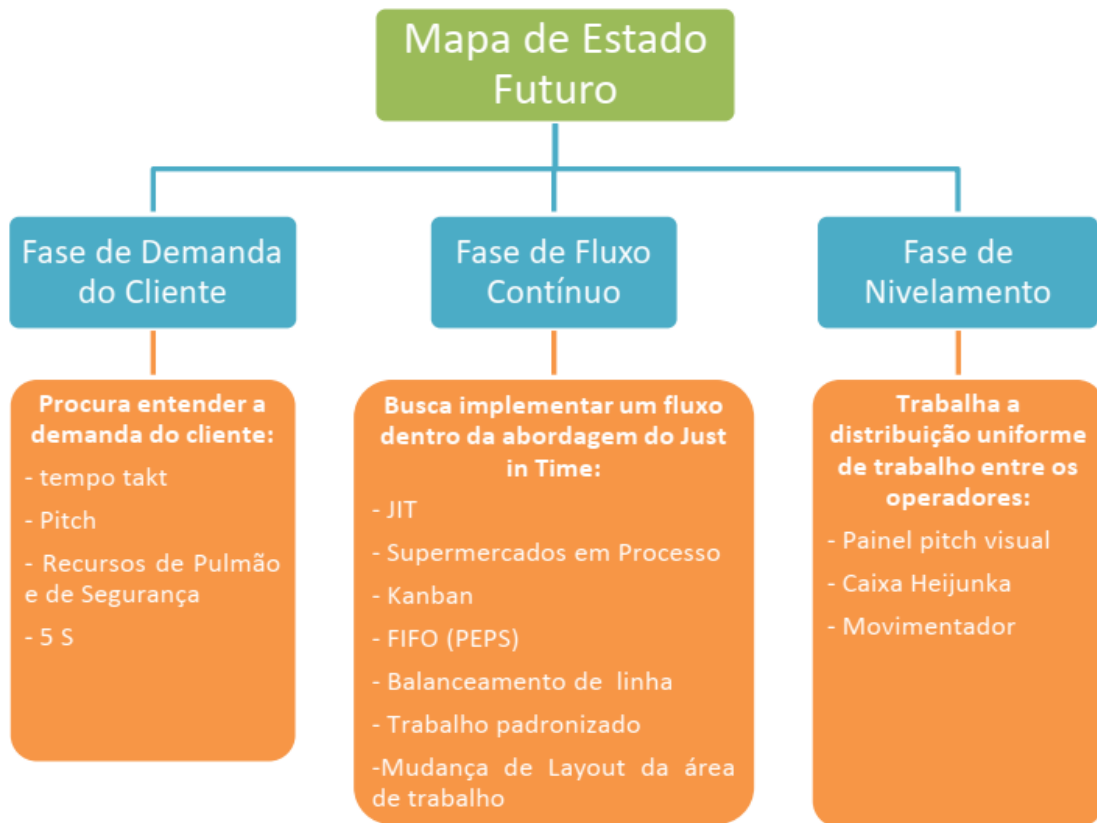 Mapa de Estado
Futuro
Fase de Demanda
do Cliente
Procura entender a
demanda do cliente:
- tempo takt
- Pitch
- Recursos de Pulmão
e de Segurança
- 5 S
Fase de Fluxo
Contínuo
Busca implementar um fluxo
dentro da abordagem do Just
in Time:
- JIT
- Supermercados em Processo
- Kanban
- FIFO (PEPS)
- Balanceamento de linha
- Trabalho padronizado
-Mudança de Layout da área
de trabalho
Fase de
Nivelamento
Trabalha a
distribuição uniforme
de trabalho entre os
operadores:
- Painel pitch visual
- Caixa Heijunka
- Movimentador